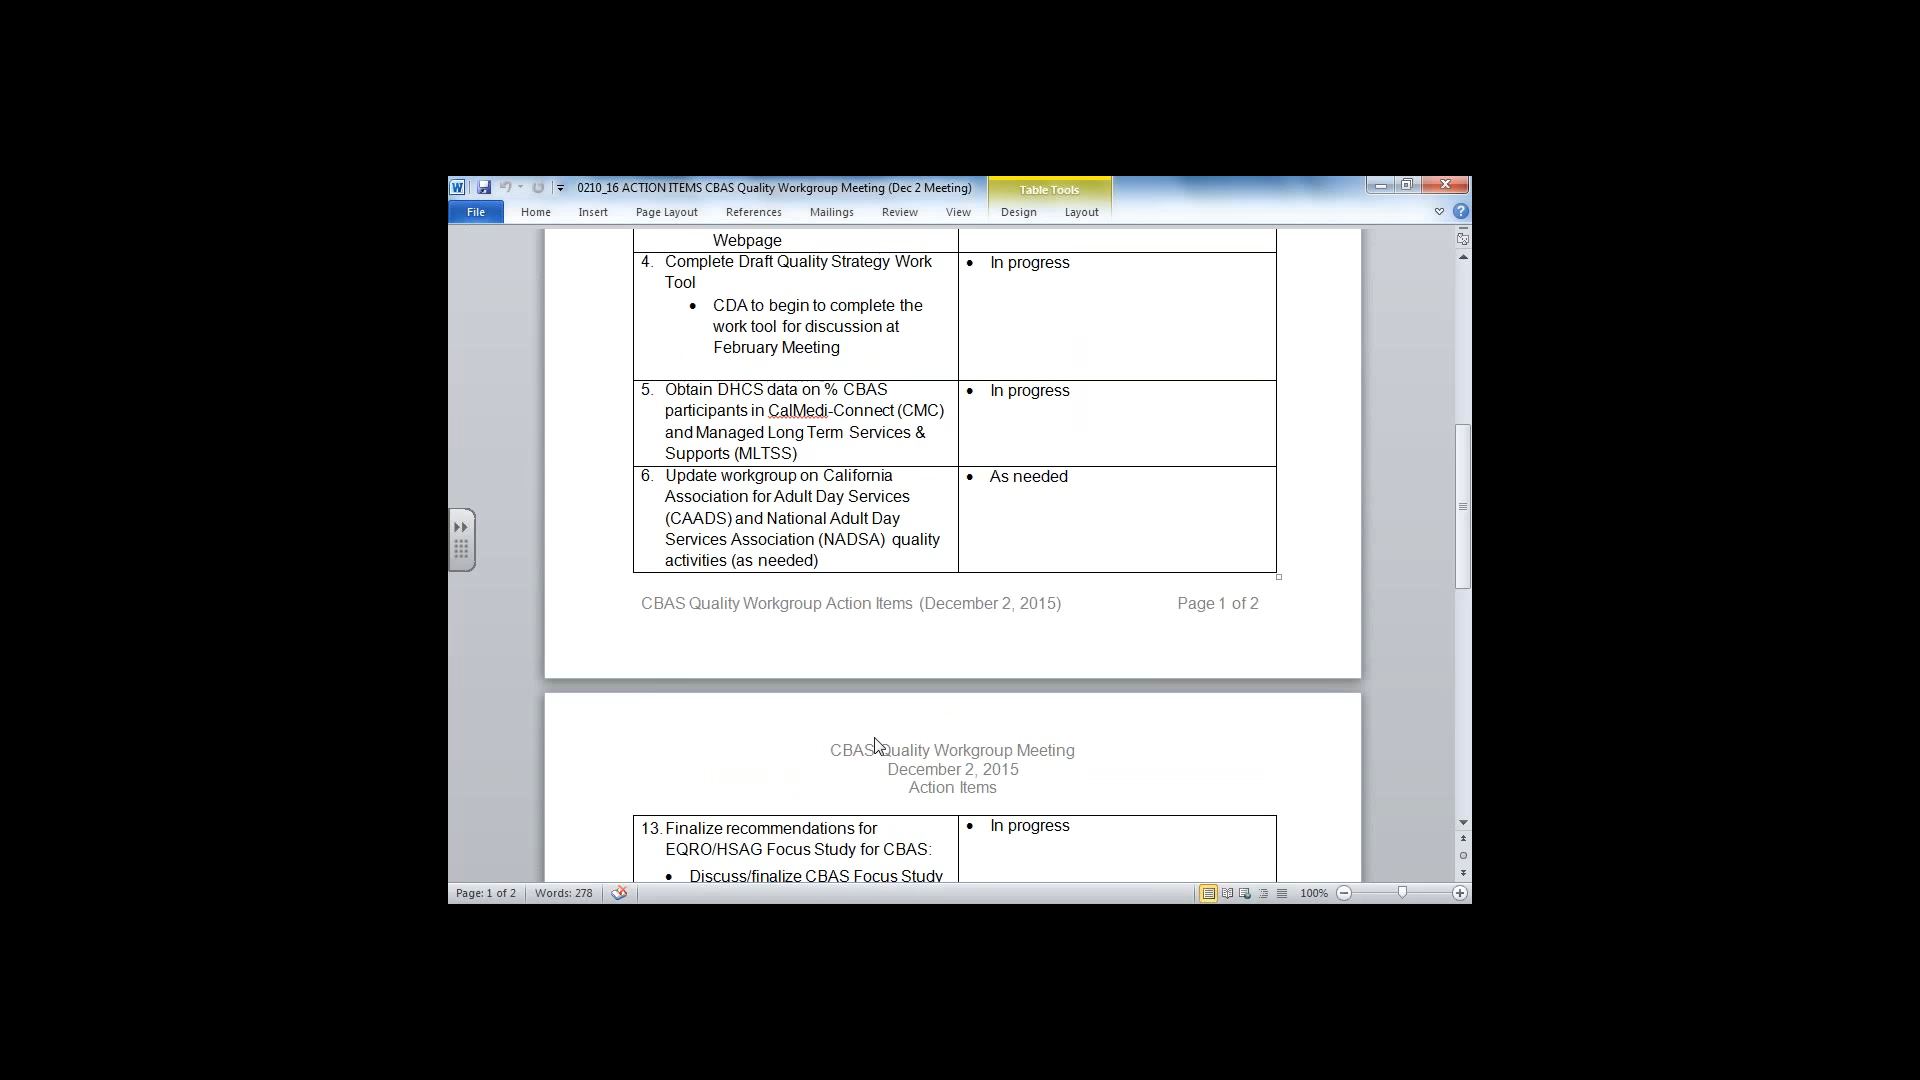 0210_16 ACTION ITEMS CBAS Quality Workgroup Meeting (Dec 2 Meeting)
Table Tools
File Home Insert Page Layout References Mailings Review View Design Layout
Webpage
4. Complete Draft Quality Strategy Work
Tool
• CDA to begin to complete the
work tool for discussion at
February Meeting
• In progress
5. Obtain DHCS data on % CBAS
participants in CalMedi-Connect (CMC)
and Managed Long Term Services &
Supports (MLTSS)
• In progress
6. Update workgroup on California
Association for Adult Day Services
(CAADS) and National Adult Day
Services Association (NADSA) quality
activities (as needed)
• As needed
CBAS Quality Workgroup Action Items (December 2, 2015) Page 1 of 2
CBAS Quality Workgroup Meeting
December 2, 2015
Action Items
13. Finalize recommendations for
EQRO/HSAG Focus Study for CBAS:
• Discuss/finalize CBAS Focus Study
• In progress
Page: 1 of 2 Words: 278 100%